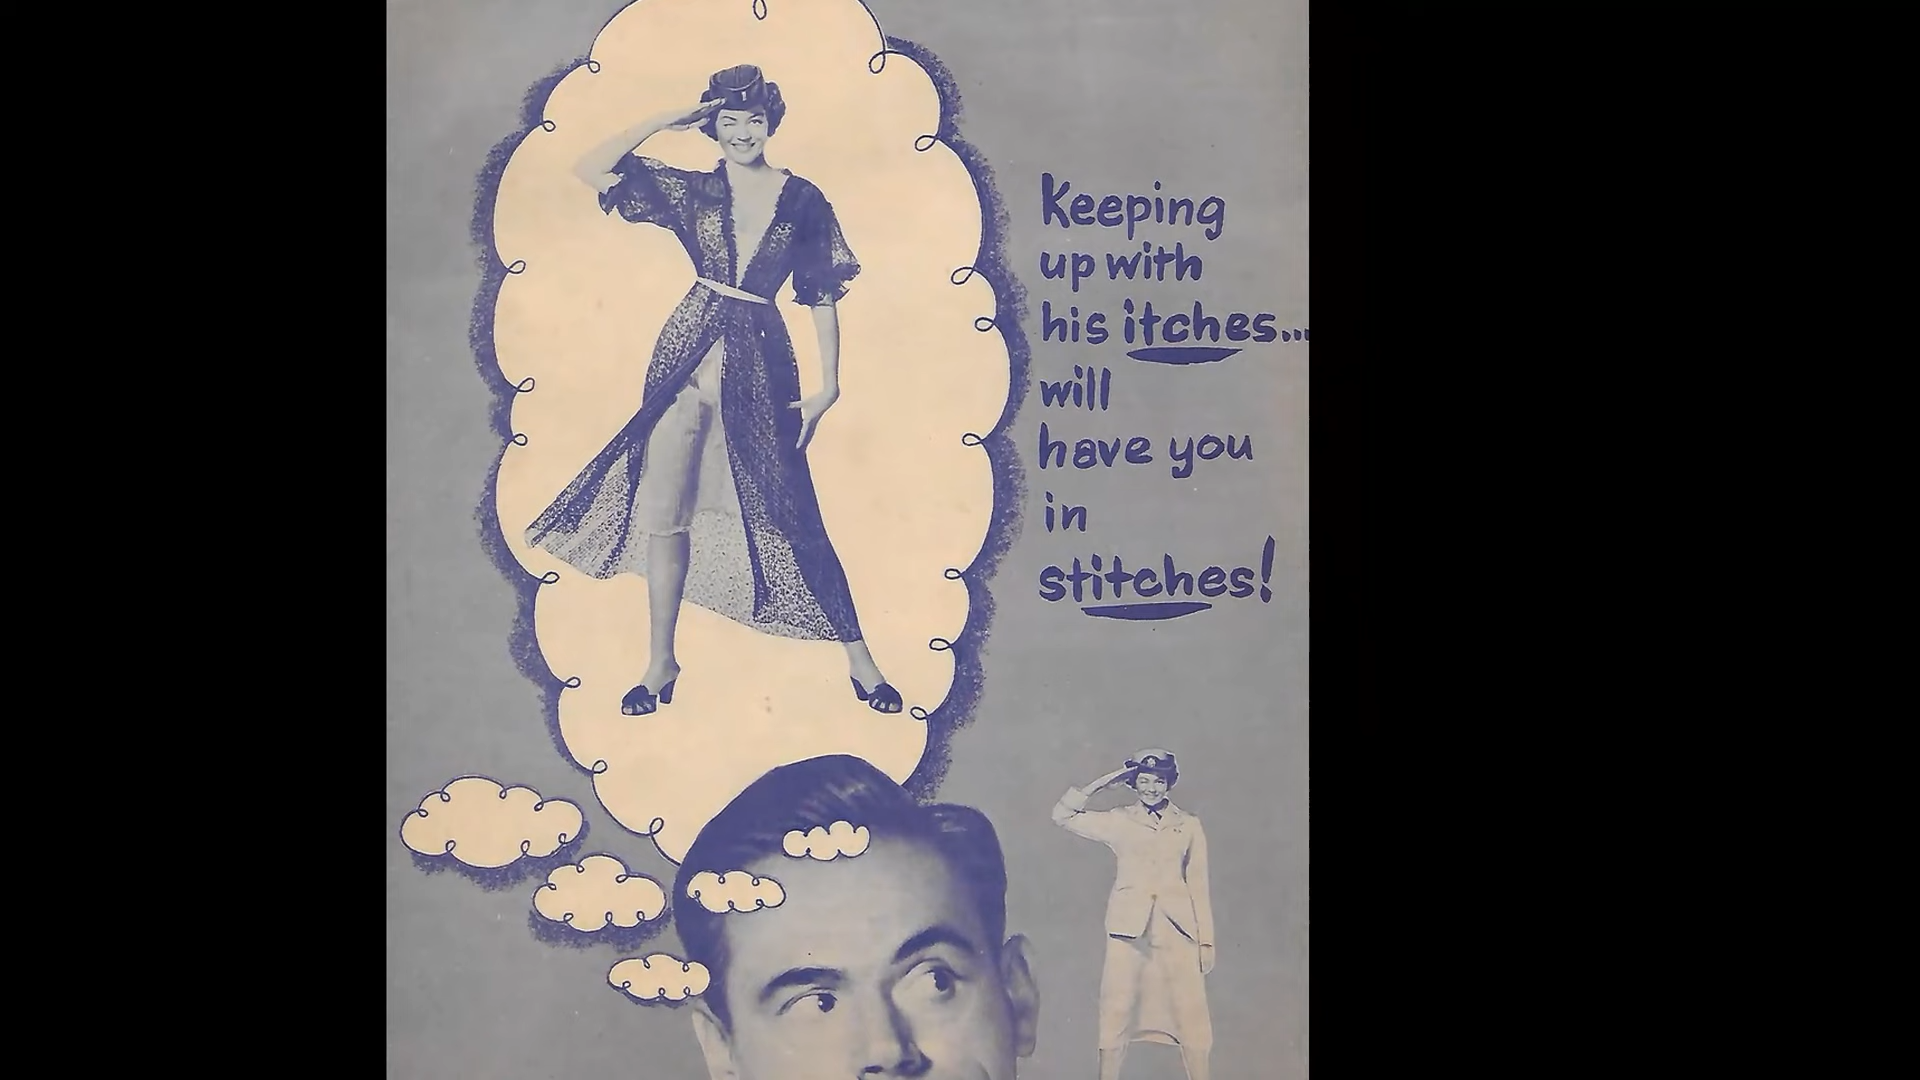 Keeping
up with
his itches...
will
have you
in
stitches!